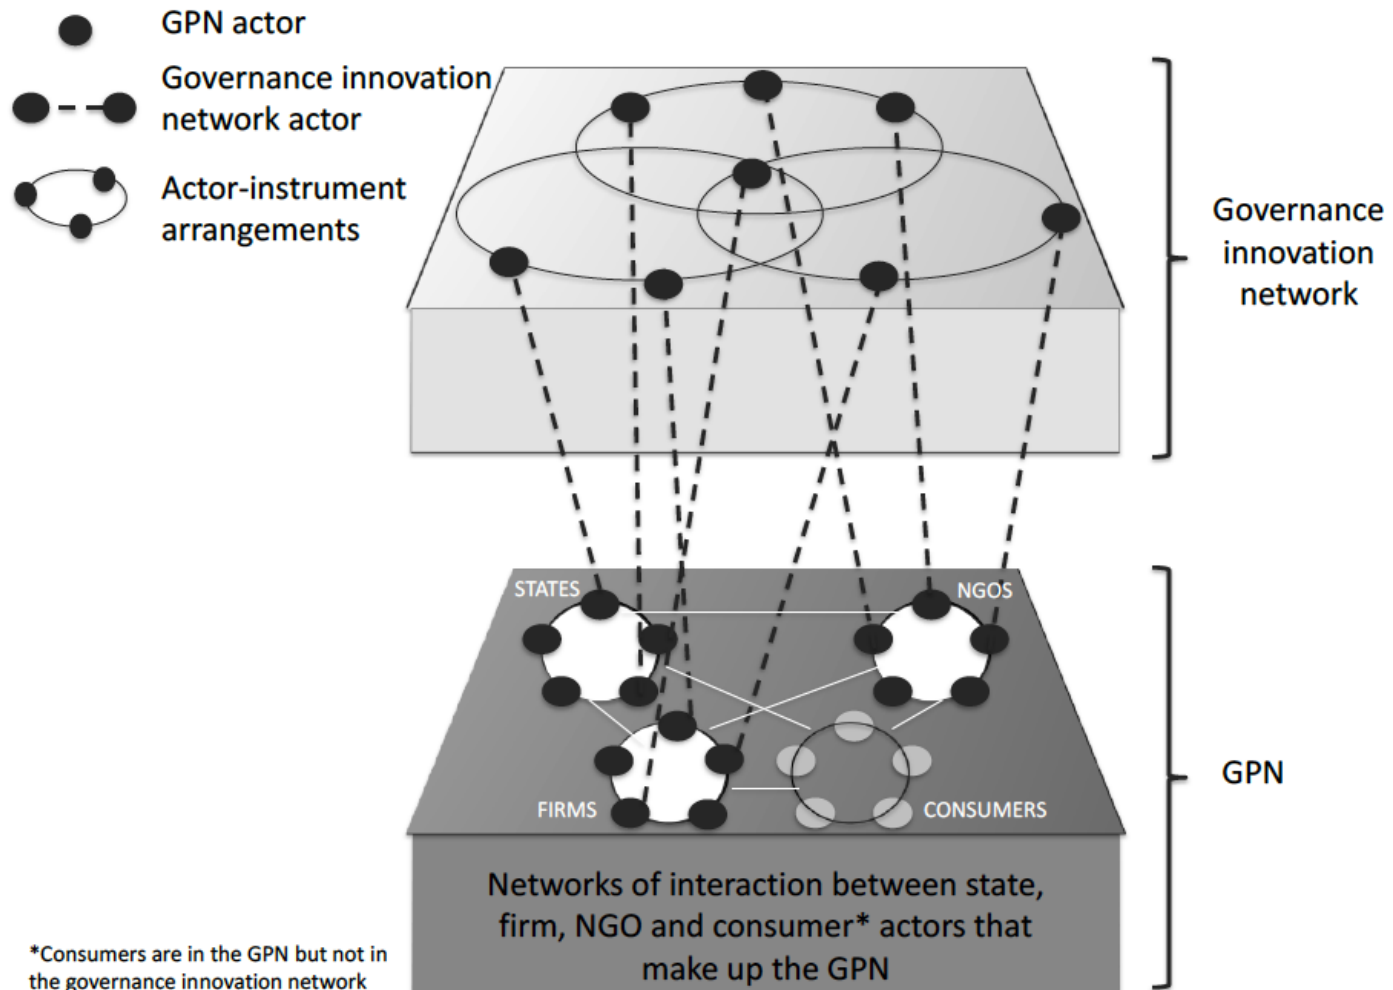 GPN actor
Governance innovation
network actor
Actor-instrument
arrangements
Governance
innovation
network
STATES
NGOS
FIRMS
CONSUMERS
GPN
Networks of interaction between state,
firm, NGO and consumer* actors that
make up the GPN
*Consumers are in the GPN but not in
the governance innovation network